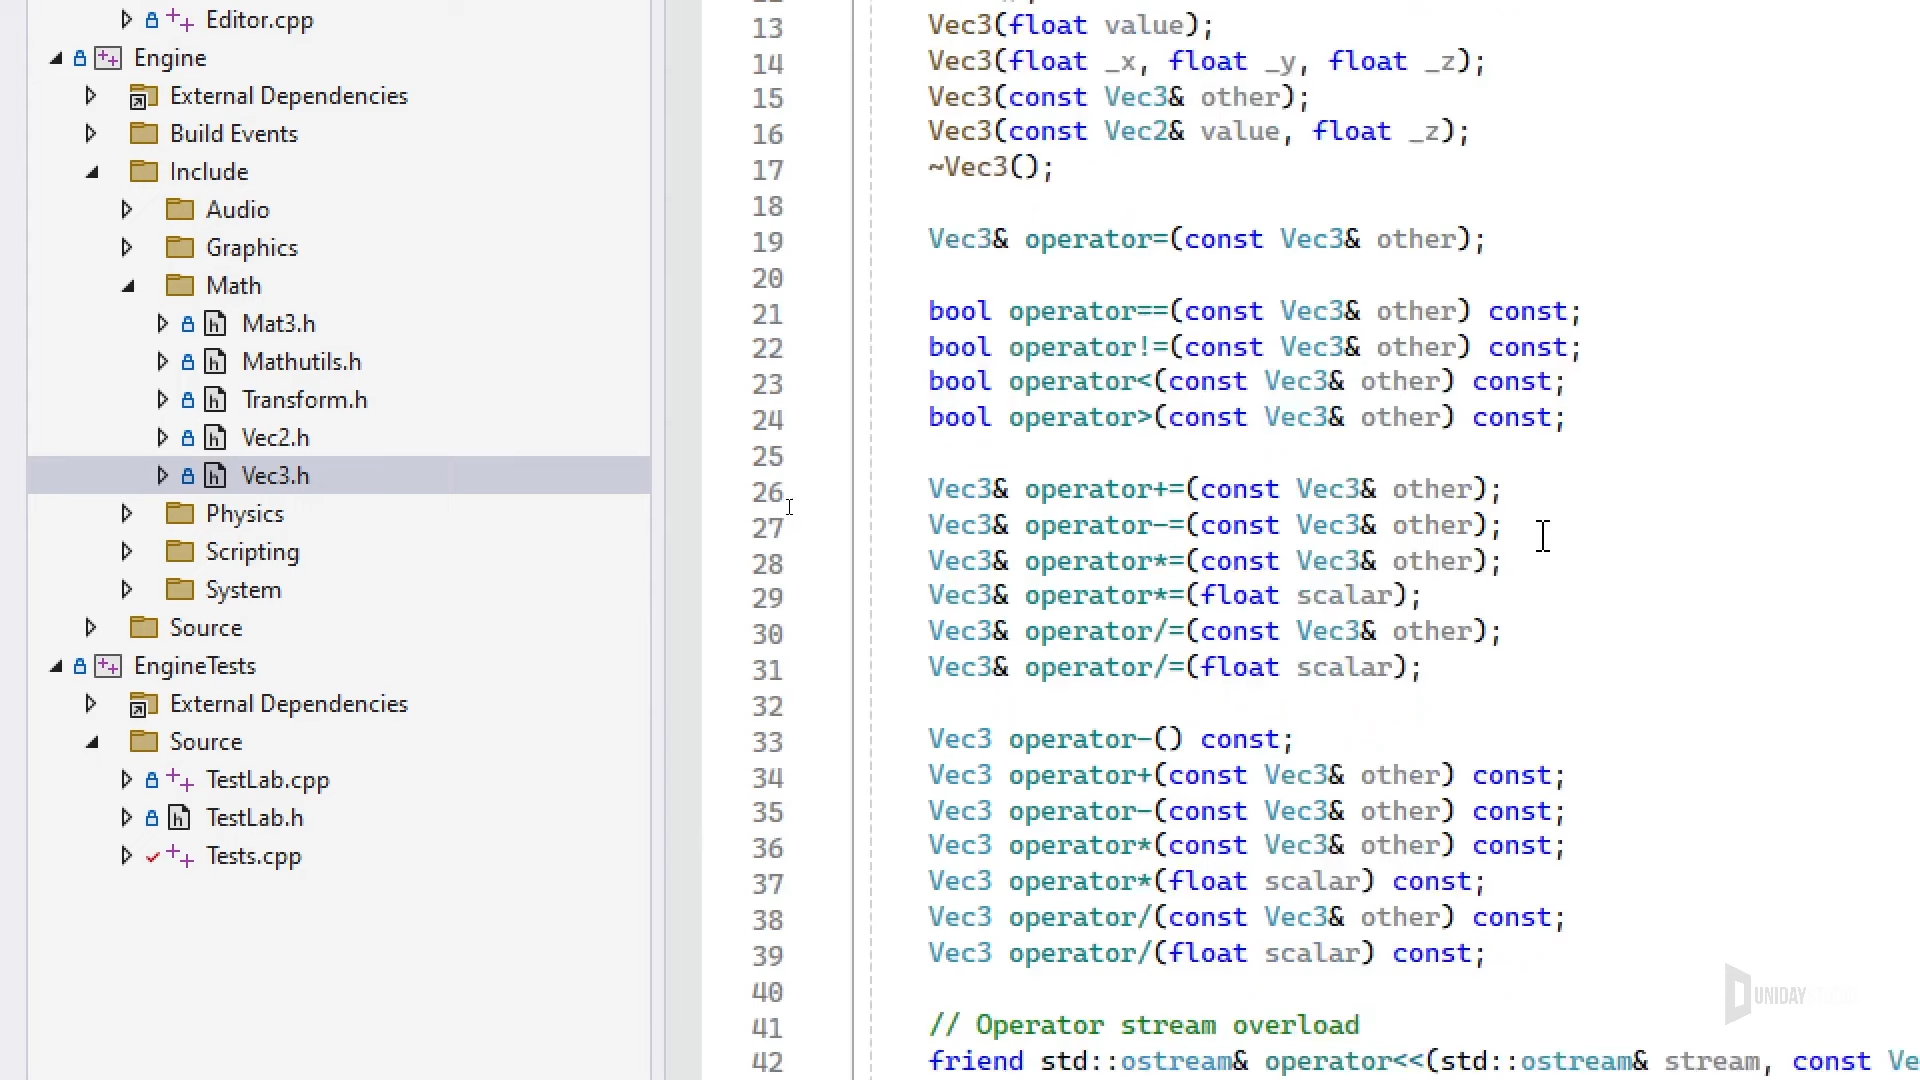 Editor.cpp
Engine
External Dependencies
Build Events
Include
Audio
Graphics
Math
Mat3.h
Mathutils.h
Transform.h
Vec2.h
Vec3.h
Physics
Scripting
System
Source
EngineTests
External Dependencies
Source
TestLab.cpp
TestLab.h
Tests.cpp
13 Vec3(float value);
14 Vec3(float _x, float _y, float _z);
15 Vec3(const Vec3& other);
16 Vec3(const Vec2& value, float _z);
17 ~Vec3();
18
19 Vec3& operator=(const Vec3& other);
20
21 bool operator==(const Vec3& other) const;
22 bool operator!=(const Vec3& other) const;
23 bool operator<(const Vec3& other) const;
24 bool operator>(const Vec3& other) const;
25
26 Vec3& operator+=(const Vec3& other);
27 Vec3& operator-=(const Vec3& other);
28 Vec3& operator*=(const Vec3& other);
29 Vec3& operator*=(float scalar);
30 Vec3& operator/=(const Vec3& other);
31 Vec3& operator/=(float scalar);
32
33 Vec3 operator-() const;
34 Vec3 operator+(const Vec3& other) const;
35 Vec3 operator-(const Vec3& other) const;
36 Vec3 operator*(const Vec3& other) const;
37 Vec3 operator*(float scalar) const;
38 Vec3 operator/(const Vec3& other) const;
39 Vec3 operator/(float scalar) const;
40
41 // Operator stream overload
42 friend std::ostream& operator<<(std::ostream& stream, const Ve
UNIDAY